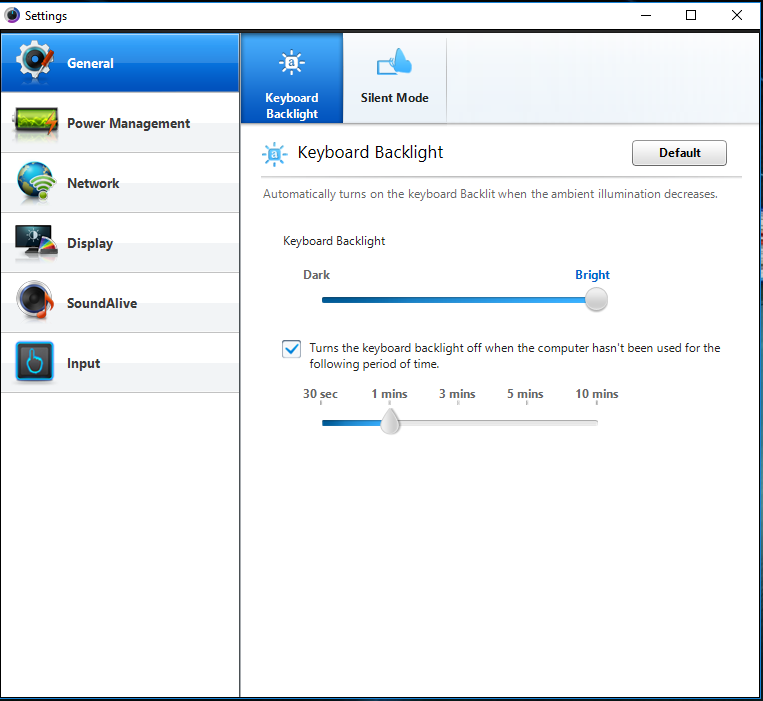 Settings
General
Power Management
Network
Display
SoundAlive
Input
a
Keyboard
Backlight
Silent Mode
a
Keyboard Backlight
Default
Automatically turns on the keyboard Backlit when the ambient illumination decreases.
Keyboard Backlight
Dark Bright
Turns the keyboard backlight off when the computer hasn't been used for the
following period of time.
30 sec 1 mins 3 mins 5 mins 10 mins